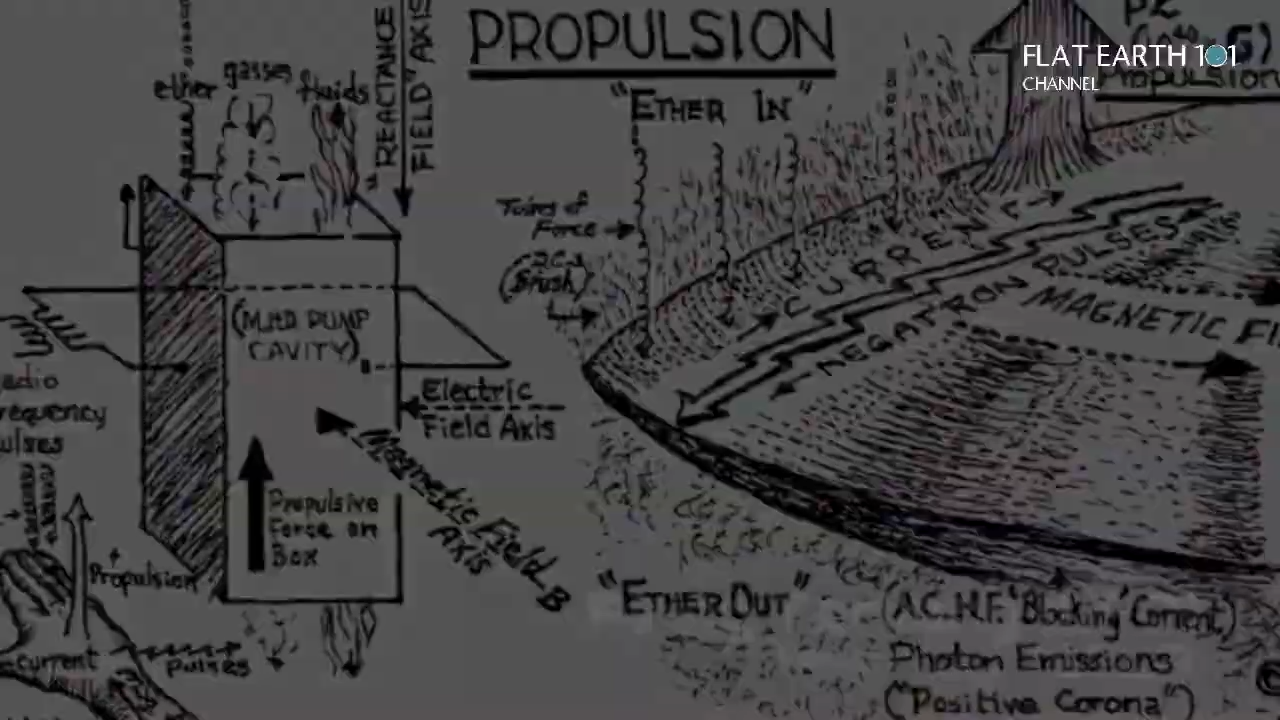 PROPULSION
"ETHER IN"
FLAT EARTH 101
CHANNEL
Propulsion
ether gasses fluids
"REACTANCE
FIELD" AXIS
Force
Brush
CURRENT
NEGATRON PULSES
MAGNETIC FI
(MHD PUMP
CAVITY)
Electric
Field Axis
Magnetic Field B
Axis
adio
requency
ulses
Propulsive
Force on
Box
+
Propulsion
current
pulses
"ETHER OUT"
(A.C.H.F. 'Blocking' Current)
Photon Emissions
("Positive Corona")
©